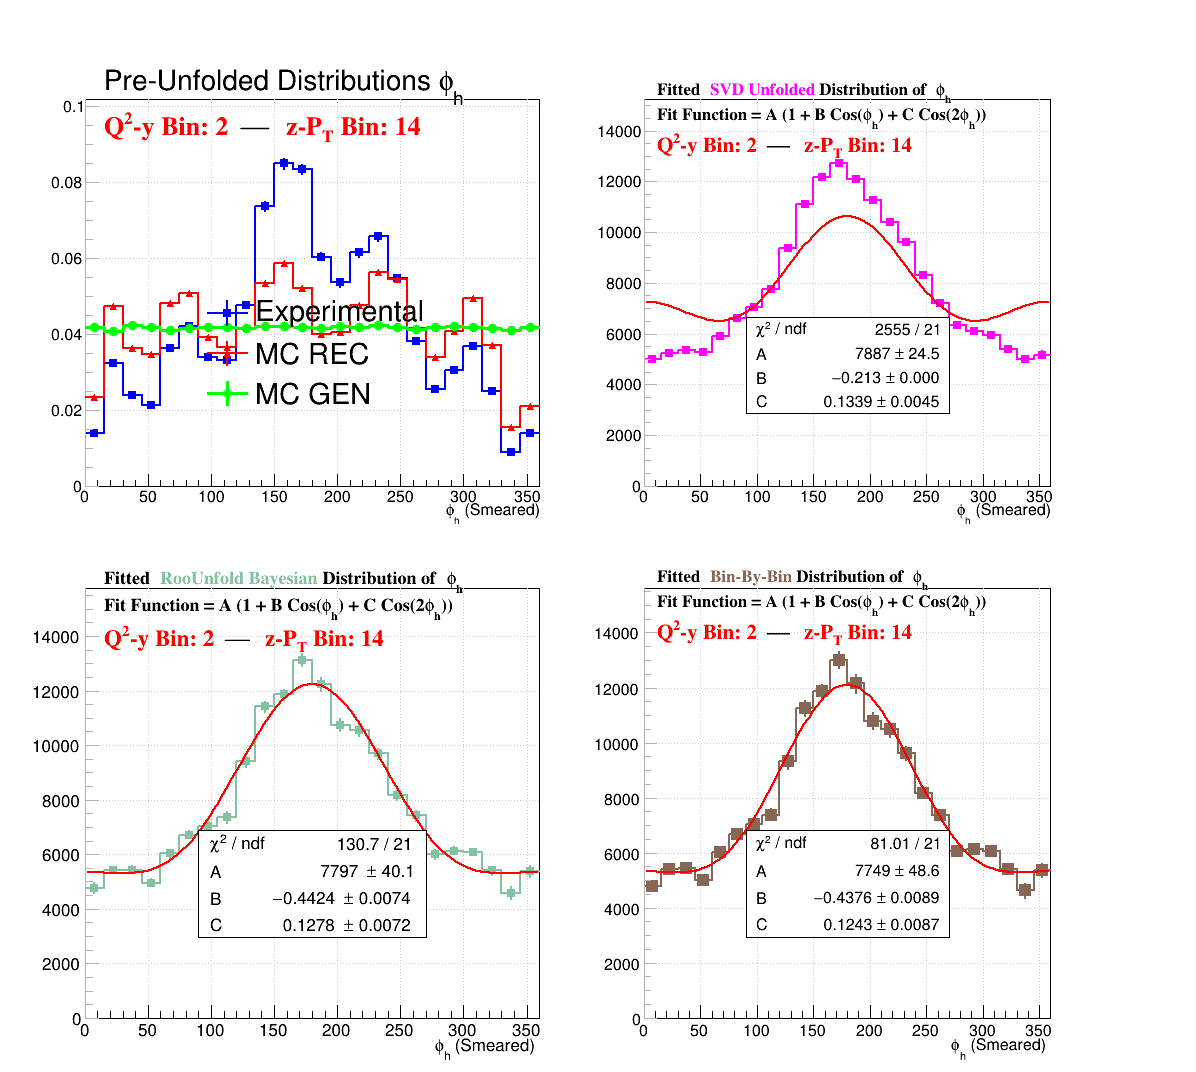 Pre-Unfolded Distributions ϕh
Q2-y Bin: 2 — z-PT Bin: 14
0.1
0.08
0.06
0.04
0.02
0
Experimental
MC REC
MC GEN
0 50 100 150 200 250 300 350
ϕh (Smeared)
Fitted SVD Unfolded Distribution of ϕh
Fit Function = A (1 + B Cos(ϕh) + C Cos(2ϕh))
Q2-y Bin: 2 — z-PT Bin: 14
14000
12000
10000
8000
6000
4000
2000
0
χ2 / ndf 2555 / 21
A 7887 ± 24.5
B −0.213 ± 0.000
C 0.1339 ± 0.0045
0 50 100 150 200 250 300 350
ϕh (Smeared)
Fitted RooUnfold Bayesian Distribution of ϕh
Fit Function = A (1 + B Cos(ϕh) + C Cos(2ϕh))
Q2-y Bin: 2 — z-PT Bin: 14
14000
12000
10000
8000
6000
4000
2000
0
χ2 / ndf 130.7 / 21
A 7797 ± 40.1
B −0.4424 ± 0.0074
C 0.1278 ± 0.0072
0 50 100 150 200 250 300 350
ϕh (Smeared)
Fitted Bin-By-Bin Distribution of ϕh
Fit Function = A (1 + B Cos(ϕh) + C Cos(2ϕh))
Q2-y Bin: 2 — z-PT Bin: 14
14000
12000
10000
8000
6000
4000
2000
0
χ2 / ndf 81.01 / 21
A 7749 ± 48.6
B −0.4376 ± 0.0089
C 0.1243 ± 0.0087
0 50 100 150 200 250 300 350
ϕh (Smeared)